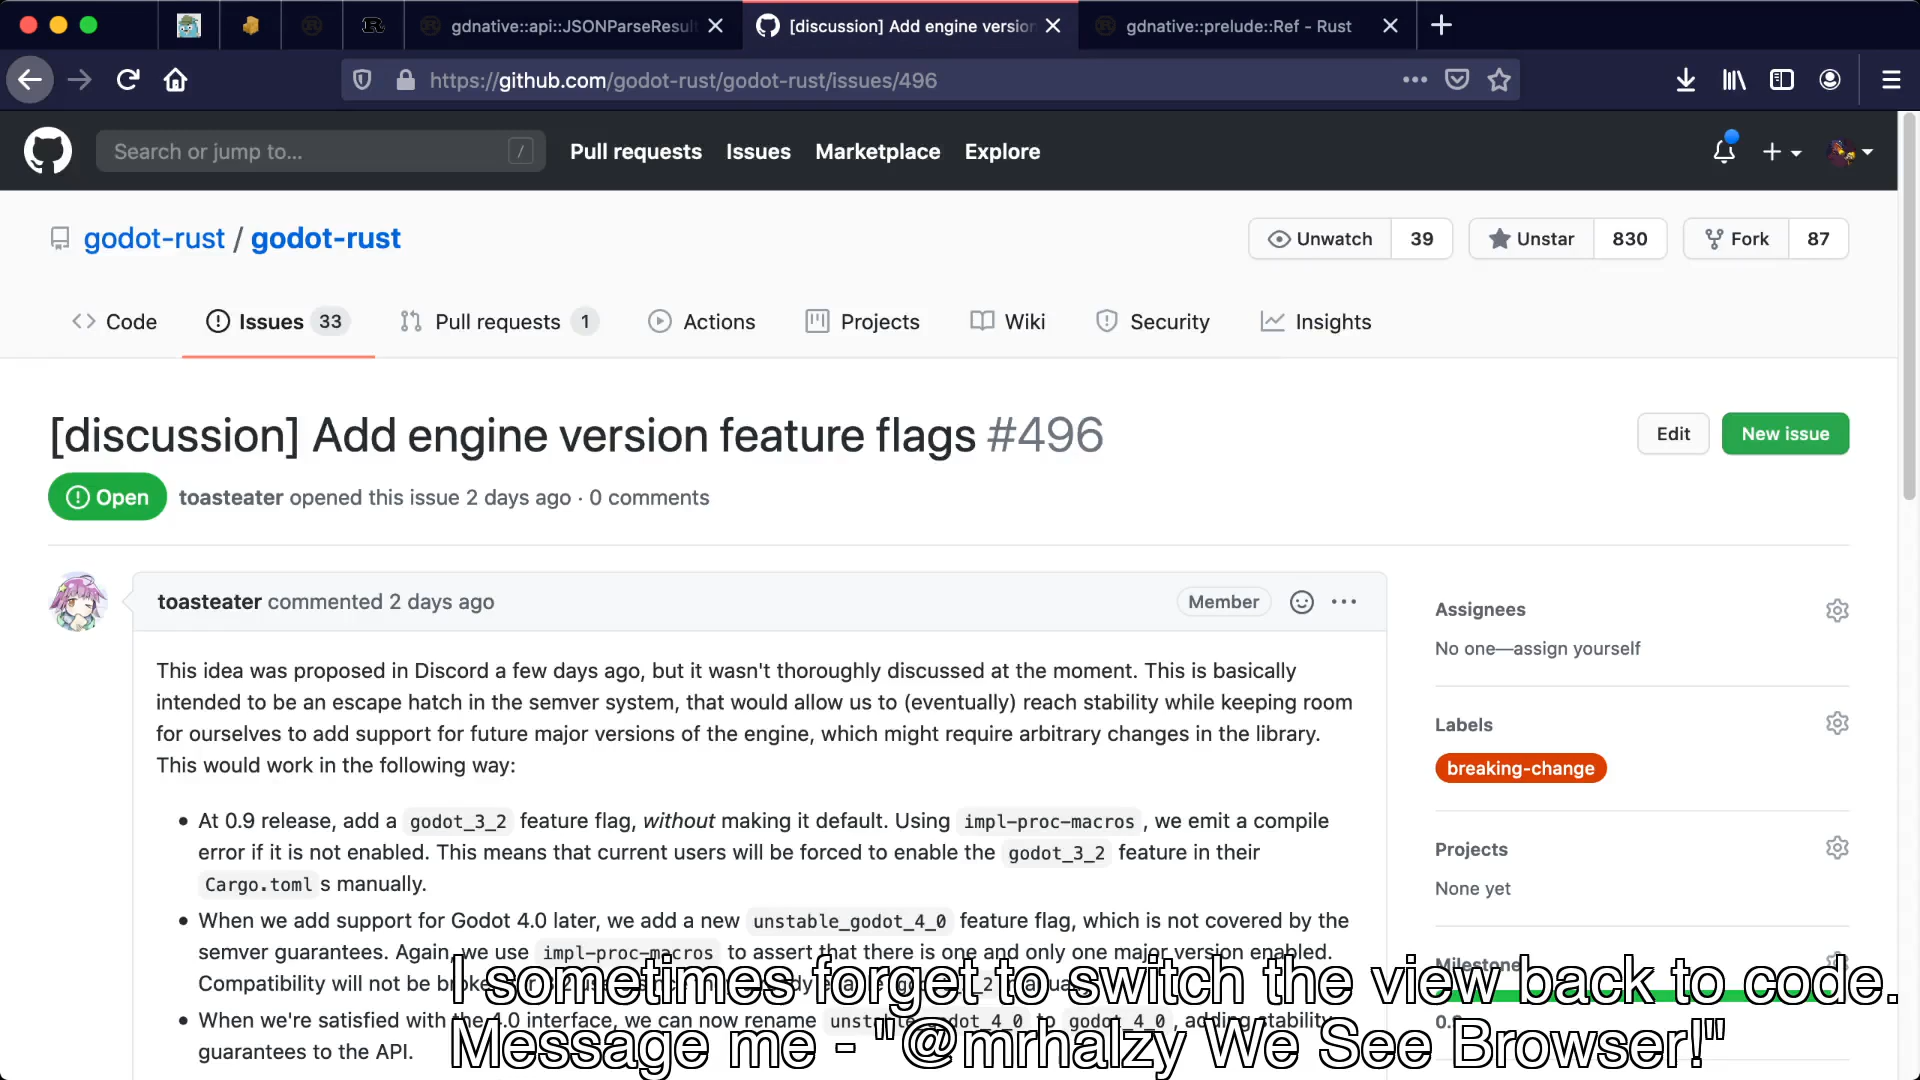 gdnative::api::JSONParseResul
[discussion] Add engine version
gdnative::prelude::Ref - Rust
https://github.com/godot-rust/godot-rust/issues/496
Search or jump to... /
Pull requests Issues Marketplace Explore
godot-rust / godot-rust
Unwatch 39 Unstar 830 Fork 87
Code Issues 33 Pull requests 1 Actions Projects Wiki Security Insights
[discussion] Add engine version feature flags #496
Edit New issue
Open toasteater opened this issue 2 days ago · 0 comments
toasteater commented 2 days ago Member
This idea was proposed in Discord a few days ago, but it wasn't thoroughly discussed at the moment. This is basically
intended to be an escape hatch in the semver system, that would allow us to (eventually) reach stability while keeping room
for ourselves to add support for future major versions of the engine, which might require arbitrary changes in the library.
This would work in the following way:
• At 0.9 release, add a godot_3_2 feature flag, without making it default. Using impl-proc-macros , we emit a compile
error if it is not enabled. This means that current users will be forced to enable the godot_3_2 feature in their
Cargo.toml s manually.
• When we add support for Godot 4.0 later, we add a new unstable_godot_4_0 feature flag, which is not covered by the
semver guarantees. Again, we use impl-proc-macros to assert that there is one and only one major version enabled.
Compatibility will not be
• When we're satisfied with the 4.0 interface, we can now rename unstable_godot_4_0 to godot_4_0 , adding stability
guarantees to the API.
Assignees
No one—assign yourself
Labels
breaking-change
Projects
None yet
Milestone
I sometimes forget to switch the view back to code.
Message me - "@mrhalzy We See Browser!"